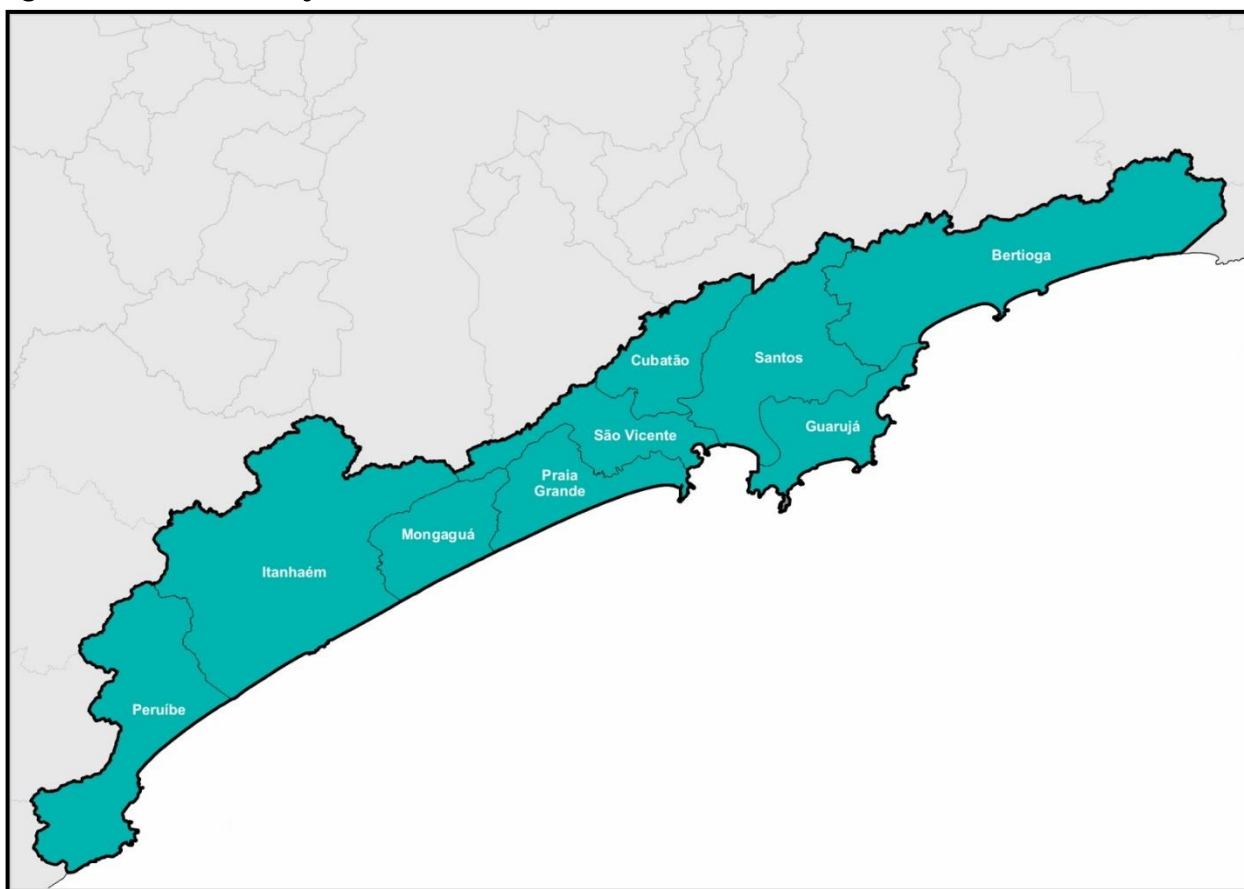 Bertioga
Cubatão
Santos
Guarujá
São Vicente
Praia
Grande
Mongaguá
Itanhaém
Peruíbe